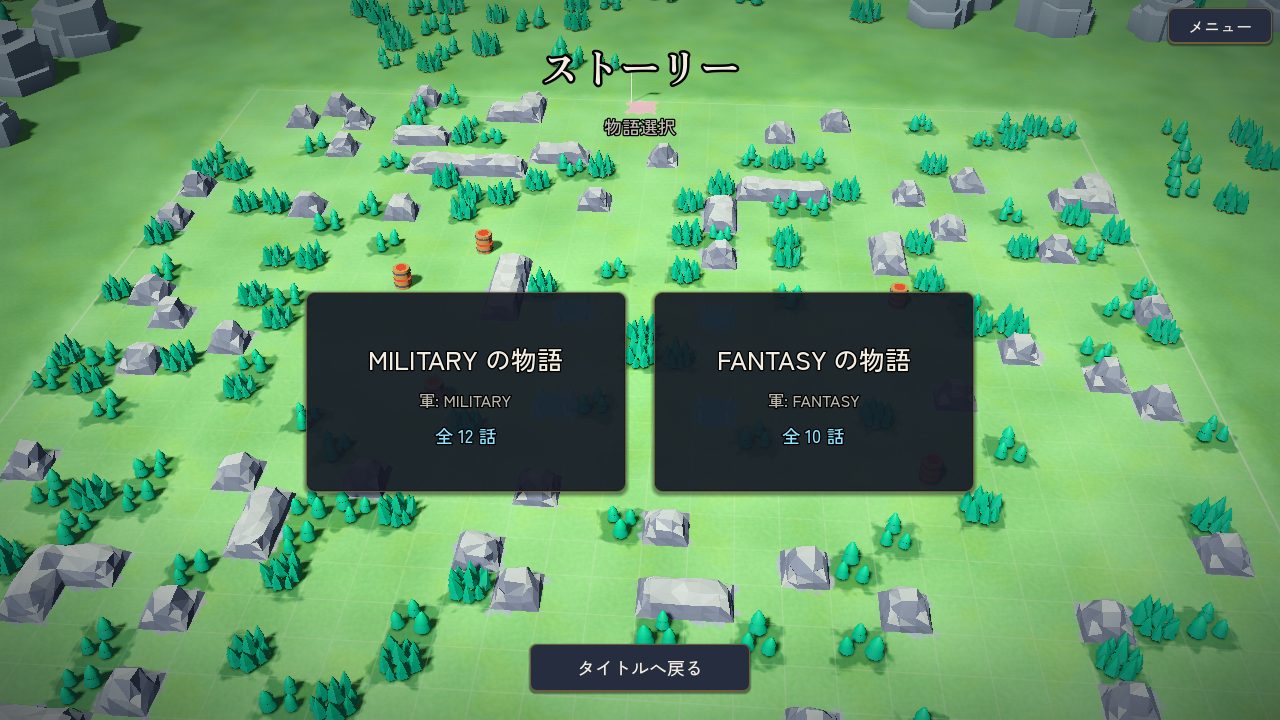 メニュー
ストーリー
物語選択
MILITARY の物語
軍: MILITARY
全 12 話
FANTASY の物語
軍: FANTASY
全 10 話
タイトルへ戻る